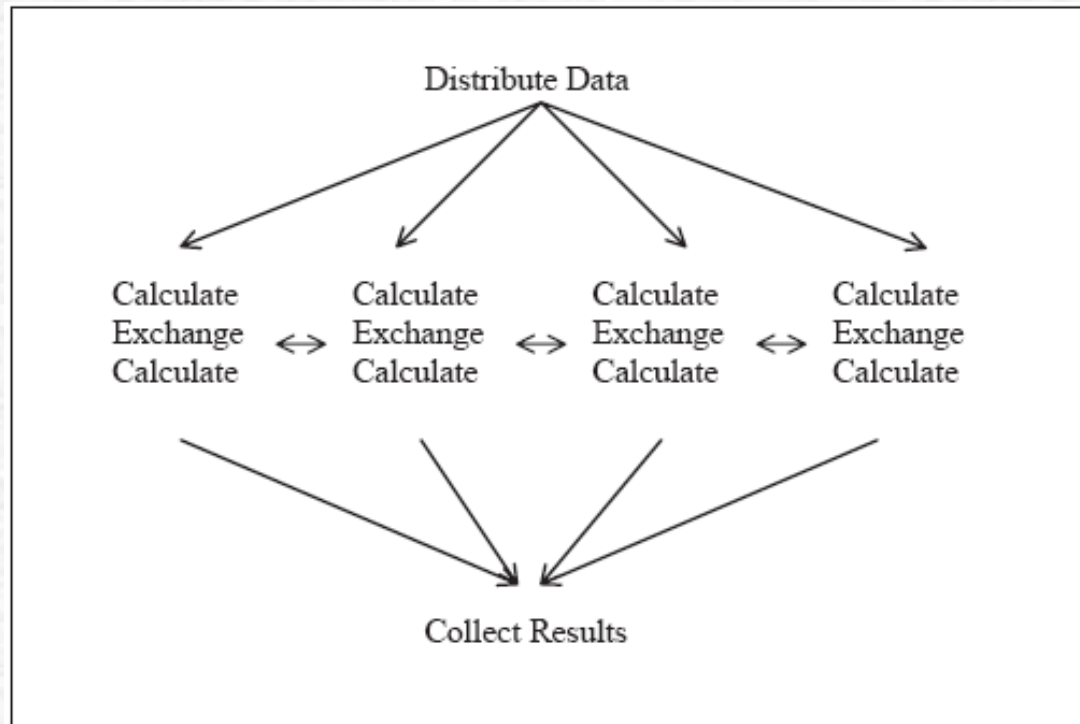 Distribute Data
Calculate
Exchange
Calculate
Calculate
Exchange
Calculate
Calculate
Exchange
Calculate
Calculate
Exchange
Calculate
Collect Results